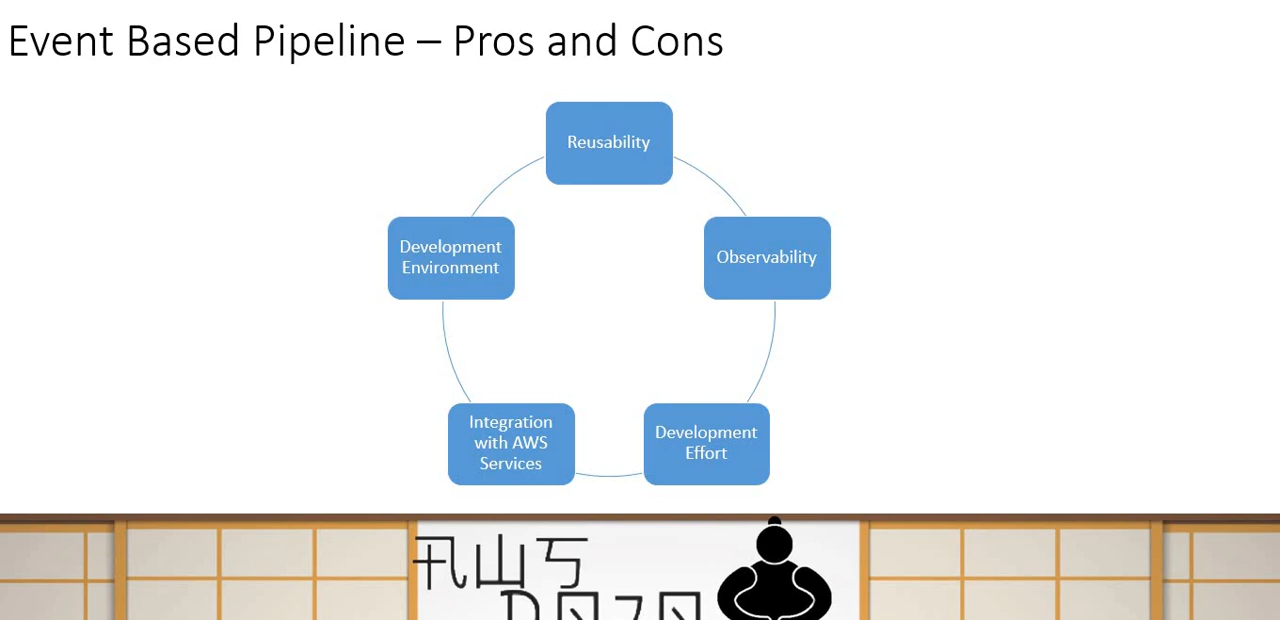 Event Based Pipeline – Pros and Cons
Reusability
Development
Environment
Observability
Integration
with AWS
Services
Development
Effort